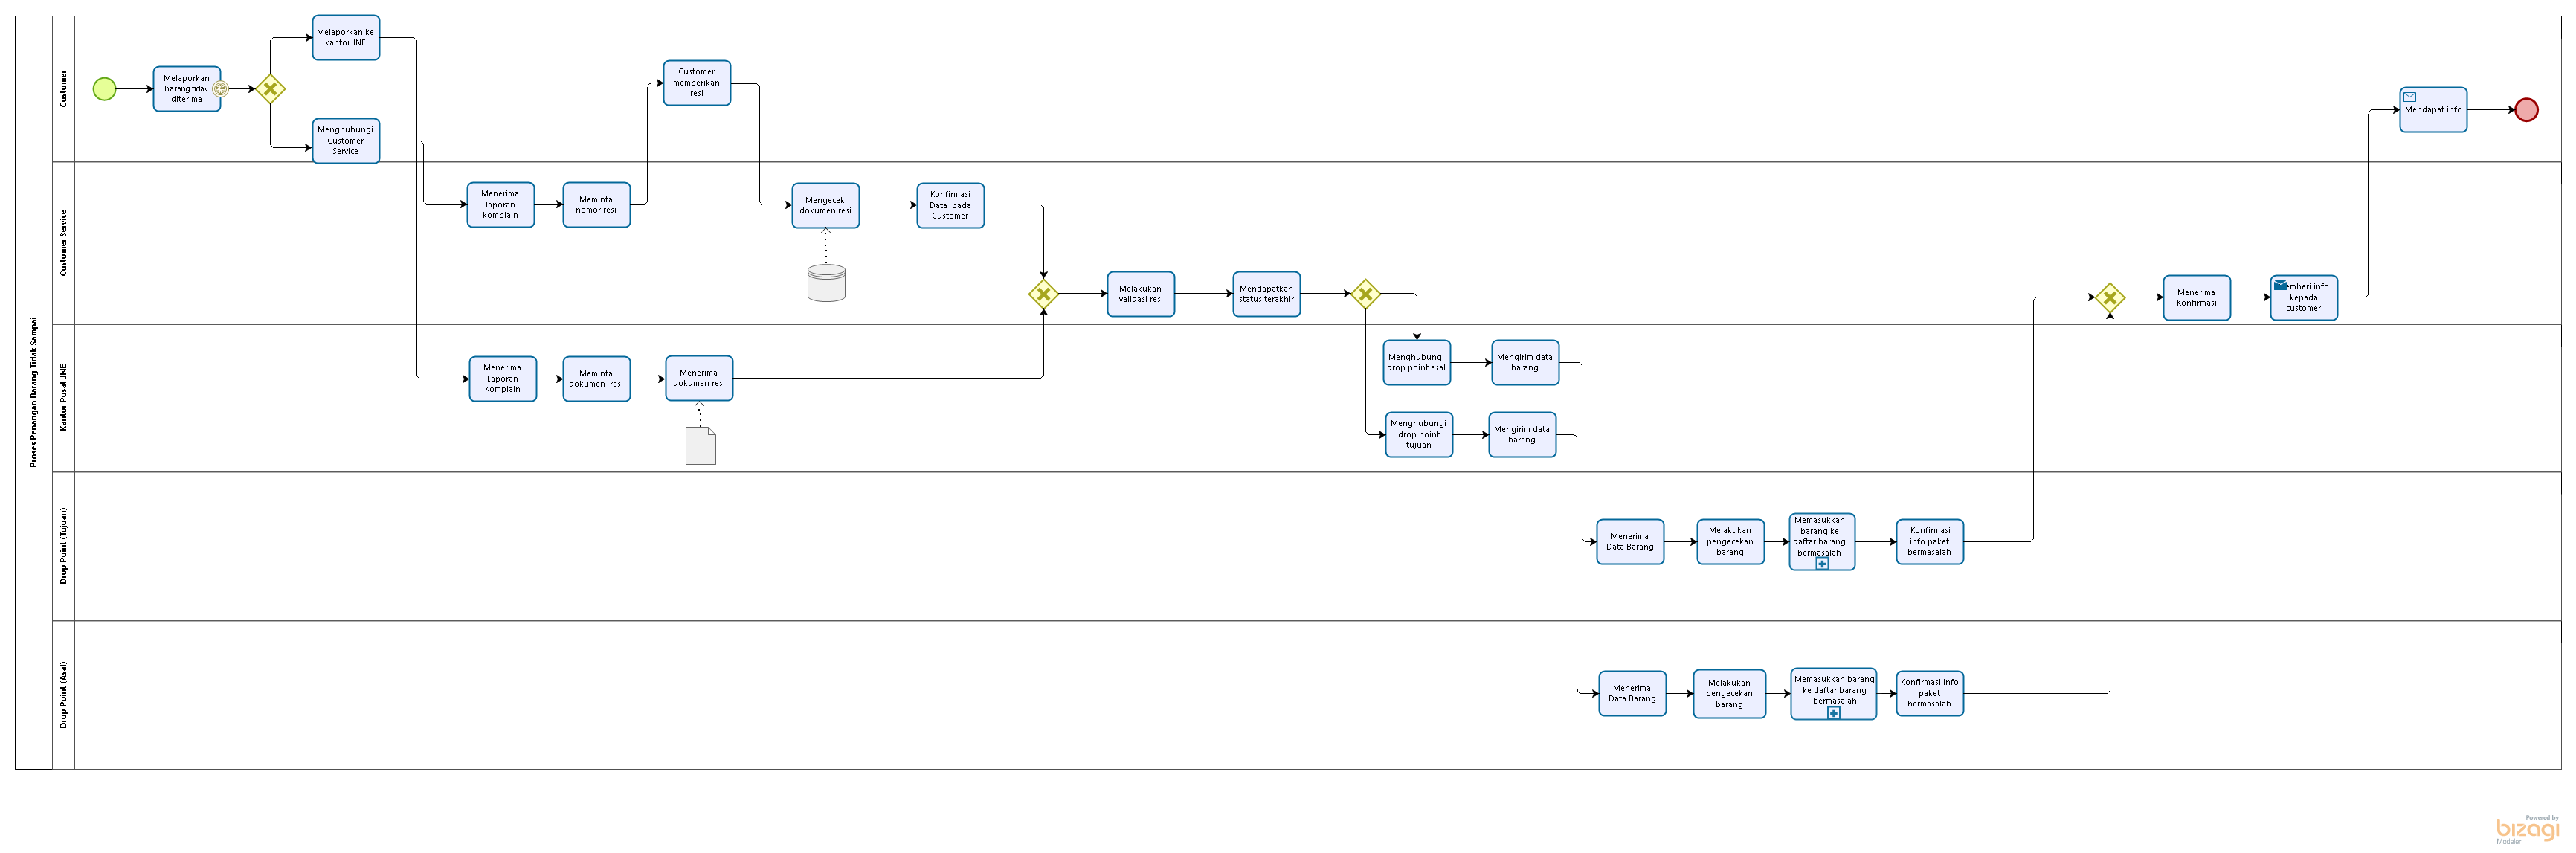 Proses Penangan Barang Tidak Sampai
Customer
Melaporkan
barang tidak
diterima
Melaporkan ke
kantor JNE
Menghubungi
Customer
Service
Customer
memberikan
resi
Mendapat info
Customer Service
Menerima
laporan
komplain
Meminta
nomor resi
Mengecek
dokumen resi
Konfirmasi
Data pada
Customer
Melakukan
validasi resi
Mendapatkan
status terakhir
Menerima
Konfirmasi
emberi info
kepada
customer
Kantor Pusat JNE
Menerima
Laporan
Komplain
Meminta
dokumen resi
Menerima
dokumen resi
Menghubungi
drop point asal
Mengirim data
barang
Menghubungi
drop point
tujuan
Mengirim data
barang
Drop Point (Tujuan)
Menerima
Data Barang
Melakukan
pengecekan
barang
Memasukkan
barang ke
daftar barang
bermasalah
Konfirmasi
info paket
bermasalah
Drop Point (Asal)
Menerima
Data Barang
Melakukan
pengecekan
barang
Memasukkan barang
ke daftar barang
bermasalah
Konfirmasi info
paket
bermasalah
Powered by
bizagi
Modeler